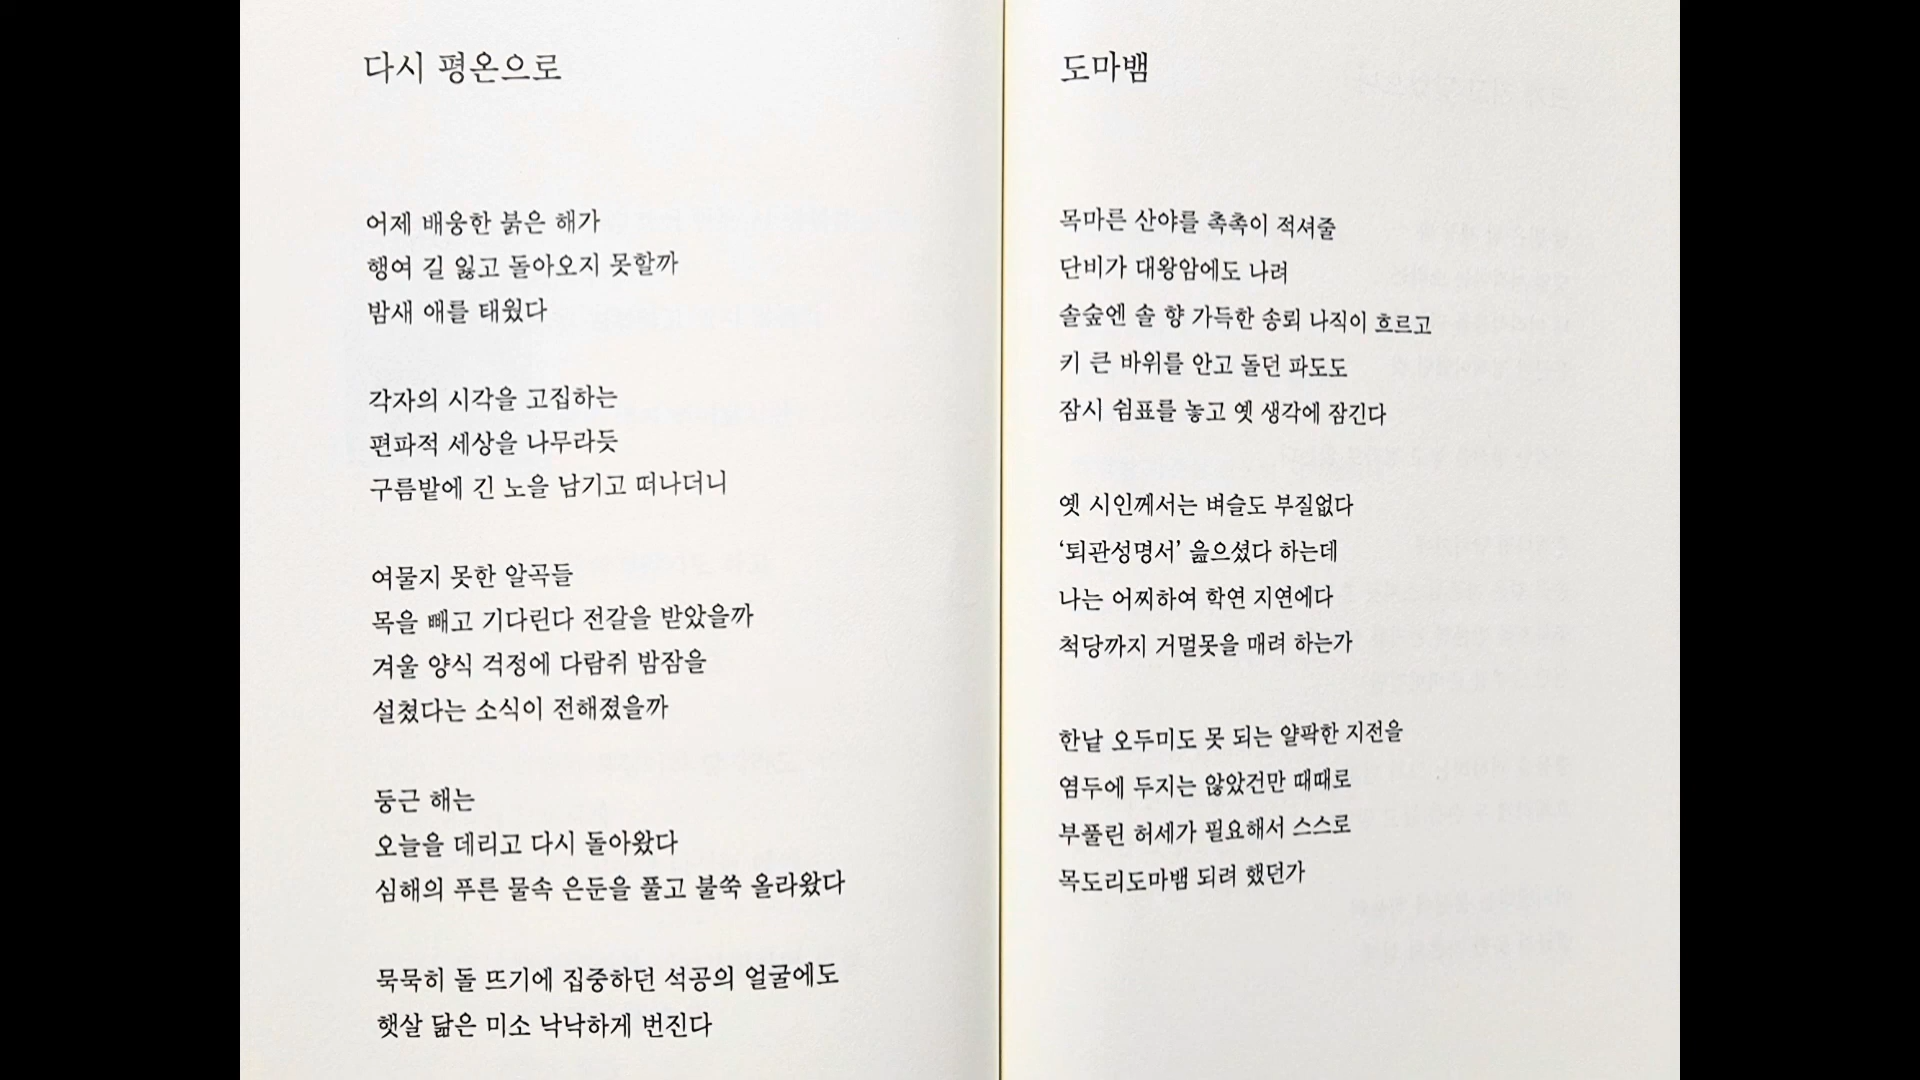 다시 평온으로
어제 배웅한 붉은 해가
행여 길 잃고 돌아오지 못할까
밤새 애를 태웠다
각자의 시각을 고집하는
편파적 세상을 나무라듯
구름밭에 긴 노을 남기고 떠나더니
여물지 못한 알곡들
목을 빼고 기다린다 전갈을 받았을까
겨울 양식 걱정에 다람쥐 밤잠을
설쳤다는 소식이 전해졌을까
둥근 해는
오늘을 데리고 다시 돌아왔다
심해의 푸른 물속 은둔을 풀고 불쑥 올라왔다
묵묵히 돌 뜨기에 집중하던 석공의 얼굴에도
햇살 닮은 미소 낙낙하게 번진다
도마뱀
목마른 산야를 촉촉이 적셔줄
단비가 대왕암에도 나려
솔숲엔 솔 향 가득한 송뢰 나직이 흐르고
키 큰 바위를 안고 돌던 파도도
잠시 쉼표를 놓고 옛 생각에 잠긴다
옛 시인께서는 벼슬도 부질없다
‘퇴관성명서’ 읊으셨다 하는데
나는 어찌하여 학연 지연에다
척당까지 거멀못을 매려 하는가
한낱 오두미도 못 되는 얄팍한 지전을
염두에 두지는 않았건만 때때로
부풀린 허세가 필요해서 스스로
목도리도마뱀 되려 했던가